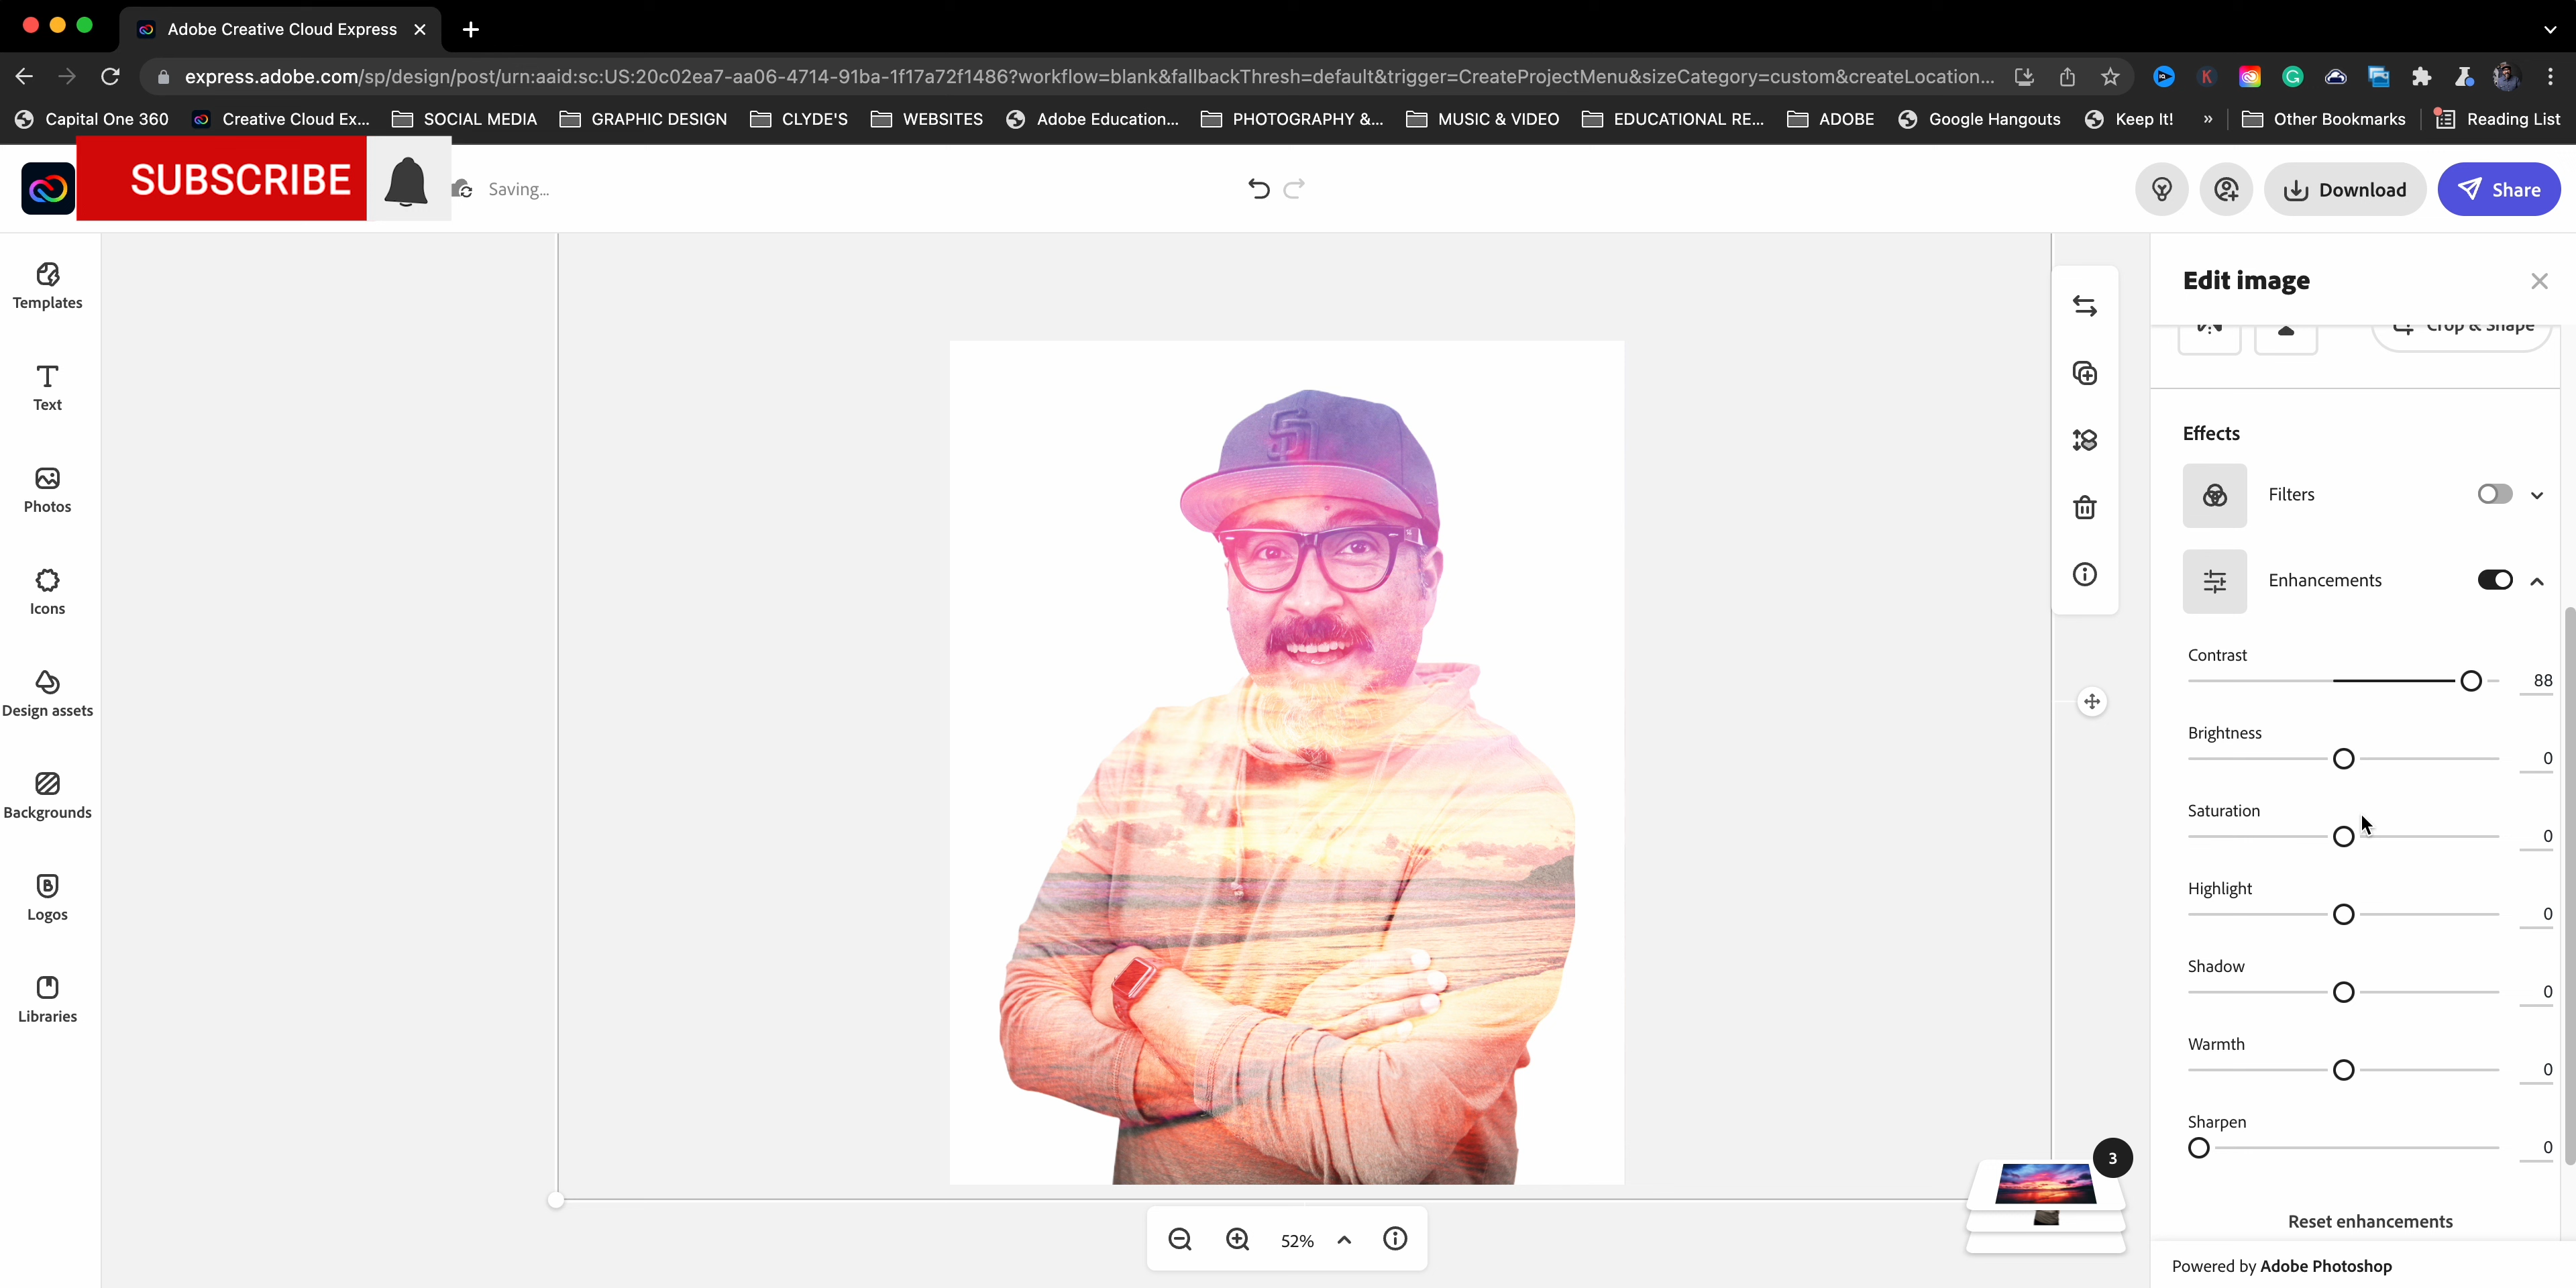 Adobe Creative Cloud Express
express.adobe.com/sp/design/post/urn:aaid:sc:US:20c02ea7-aa06-4714-91ba-1f17a72f1486?workflow=blank&fallbackThresh=default&trigger=CreateProjectMenu&sizeCategory=custom&createLocation...
Capital One 360 Creative Cloud Ex... SOCIAL MEDIA GRAPHIC DESIGN CLYDE'S WEBSITES Adobe Education... PHOTOGRAPHY &... MUSIC & VIDEO EDUCATIONAL RE... ADOBE Google Hangouts Keep It! » Other Bookmarks Reading List
SUBSCRIBE
Saving...
Download
Share
Templates
Text
Photos
Icons
Design assets
Backgrounds
Logos
Libraries
SD
52%
3
Edit image
Crop & Shape
Effects
Filters
Enhancements
Contrast
88
Brightness
0
Saturation
0
Highlight
0
Shadow
0
Warmth
0
Sharpen
0
Reset enhancements
Powered by Adobe Photoshop